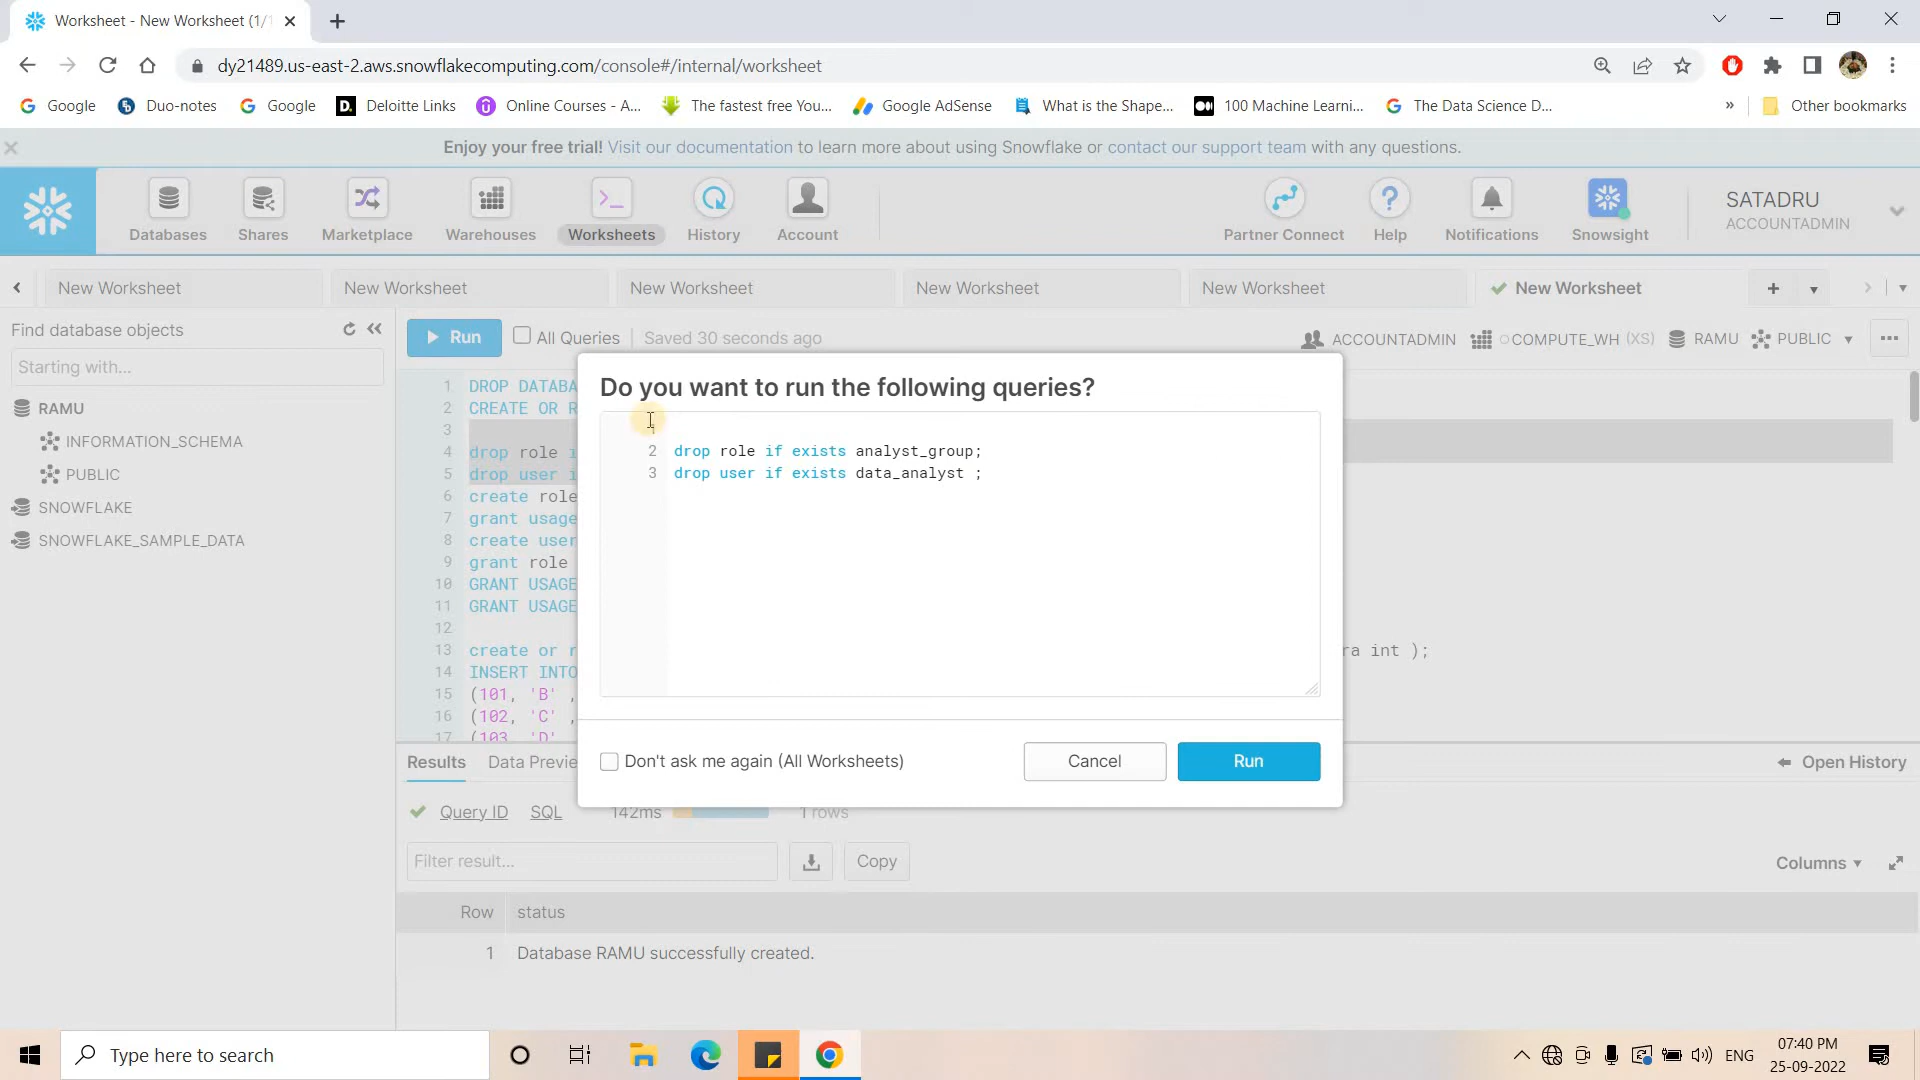 Worksheet - New Worksheet (1/1
dy21489.us-east-2.aws.snowflakecomputing.com/console#/internal/worksheet
Google Duo-notes Google Deloitte Links Online Courses - A... The fastest free You... Google AdSense What is the Shape... 100 Machine Learni... The Data Science D... » Other bookmarks
Enjoy your free trial! Visit our documentation to learn more about using Snowflake or contact our support team with any questions.
Databases Shares Marketplace Warehouses Worksheets History Account Partner Connect Help Notifications Snowsight
SATADRU
ACCOUNTADMIN
New Worksheet New Worksheet New Worksheet New Worksheet New Worksheet New Worksheet
Find database objects
Starting with...
RAMU
INFORMATION_SCHEMA
PUBLIC
SNOWFLAKE
SNOWFLAKE_SAMPLE_DATA
Run All Queries Saved 30 seconds ago ACCOUNTADMIN COMPUTE_WH (XS) RAMU PUBLIC
1 DROP DATABA
2 CREATE OR R
3
4 drop role i
5 drop user i
6 create role
7 grant usage
8 create user
9 grant role
10 GRANT USAGE
11 GRANT USAGE
12
13 create or r ra int );
14 INSERT INTO
15 (101, 'B' ,
16 (102, 'C' ,
17 (103, 'D'
Do you want to run the following queries?
2 drop role if exists analyst_group;
3 drop user if exists data_analyst ;
Don't ask me again (All Worksheets) Cancel Run
Results Data Previe Open History
Query ID SQL 142ms 1 rows
Filter result... Copy Columns
Row status
1 Database RAMU successfully created.
Type here to search
ENG
07:40 PM
25-09-2022